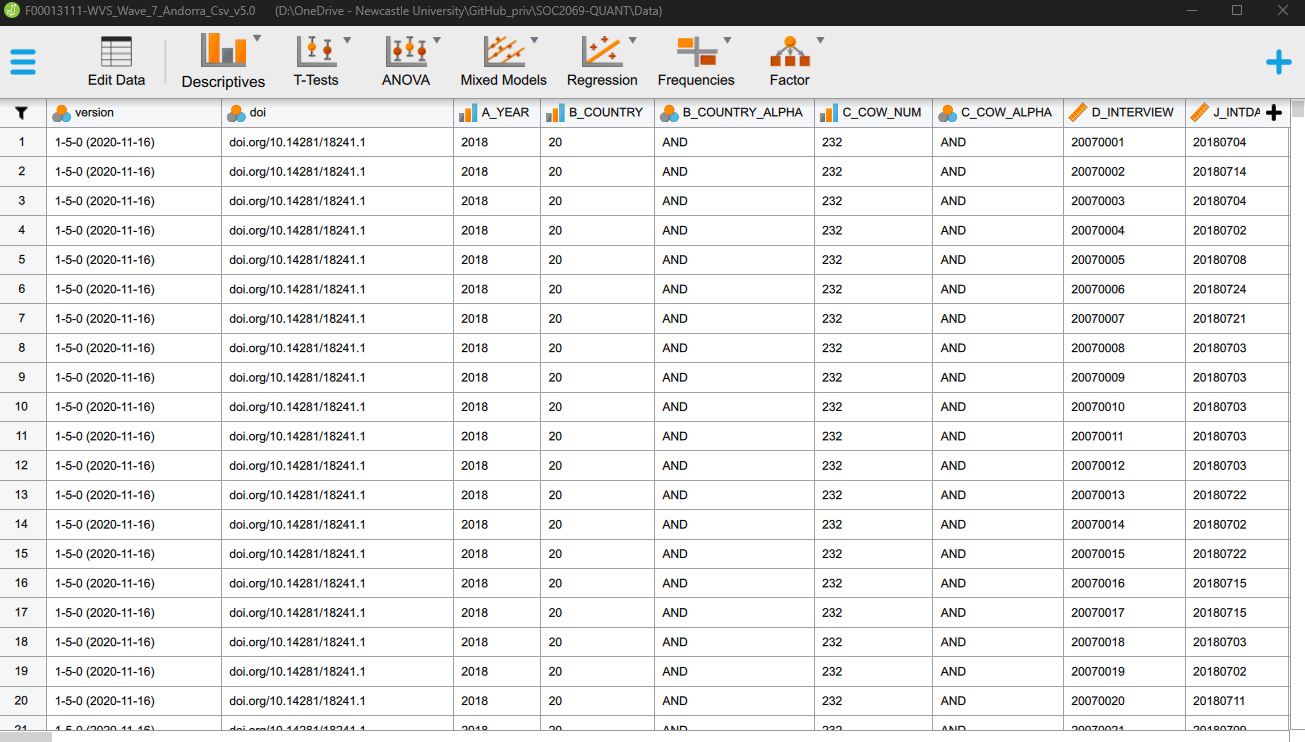 F00013111-WVS_Wave_7_Andorra_Csv_v5.0 (D:\OneDrive - Newcastle University\GitHub_priv\SOC2069-QUANT\Data)
Edit Data Descriptives T-Tests ANOVA Mixed Models Regression Frequencies Factor
version doi A_YEAR B_COUNTRY B_COUNTRY_ALPHA C_COW_NUM C_COW_ALPHA D_INTERVIEW J_INTDA
1 1-5-0 (2020-11-16) doi.org/10.14281/18241.1 2018 20 AND 232 AND 20070001 20180704
2 1-5-0 (2020-11-16) doi.org/10.14281/18241.1 2018 20 AND 232 AND 20070002 20180714
3 1-5-0 (2020-11-16) doi.org/10.14281/18241.1 2018 20 AND 232 AND 20070003 20180704
4 1-5-0 (2020-11-16) doi.org/10.14281/18241.1 2018 20 AND 232 AND 20070004 20180702
5 1-5-0 (2020-11-16) doi.org/10.14281/18241.1 2018 20 AND 232 AND 20070005 20180708
6 1-5-0 (2020-11-16) doi.org/10.14281/18241.1 2018 20 AND 232 AND 20070006 20180724
7 1-5-0 (2020-11-16) doi.org/10.14281/18241.1 2018 20 AND 232 AND 20070007 20180721
8 1-5-0 (2020-11-16) doi.org/10.14281/18241.1 2018 20 AND 232 AND 20070008 20180703
9 1-5-0 (2020-11-16) doi.org/10.14281/18241.1 2018 20 AND 232 AND 20070009 20180703
10 1-5-0 (2020-11-16) doi.org/10.14281/18241.1 2018 20 AND 232 AND 20070010 20180703
11 1-5-0 (2020-11-16) doi.org/10.14281/18241.1 2018 20 AND 232 AND 20070011 20180703
12 1-5-0 (2020-11-16) doi.org/10.14281/18241.1 2018 20 AND 232 AND 20070012 20180703
13 1-5-0 (2020-11-16) doi.org/10.14281/18241.1 2018 20 AND 232 AND 20070013 20180722
14 1-5-0 (2020-11-16) doi.org/10.14281/18241.1 2018 20 AND 232 AND 20070014 20180702
15 1-5-0 (2020-11-16) doi.org/10.14281/18241.1 2018 20 AND 232 AND 20070015 20180722
16 1-5-0 (2020-11-16) doi.org/10.14281/18241.1 2018 20 AND 232 AND 20070016 20180715
17 1-5-0 (2020-11-16) doi.org/10.14281/18241.1 2018 20 AND 232 AND 20070017 20180715
18 1-5-0 (2020-11-16) doi.org/10.14281/18241.1 2018 20 AND 232 AND 20070018 20180703
19 1-5-0 (2020-11-16) doi.org/10.14281/18241.1 2018 20 AND 232 AND 20070019 20180702
20 1-5-0 (2020-11-16) doi.org/10.14281/18241.1 2018 20 AND 232 AND 20070020 20180711